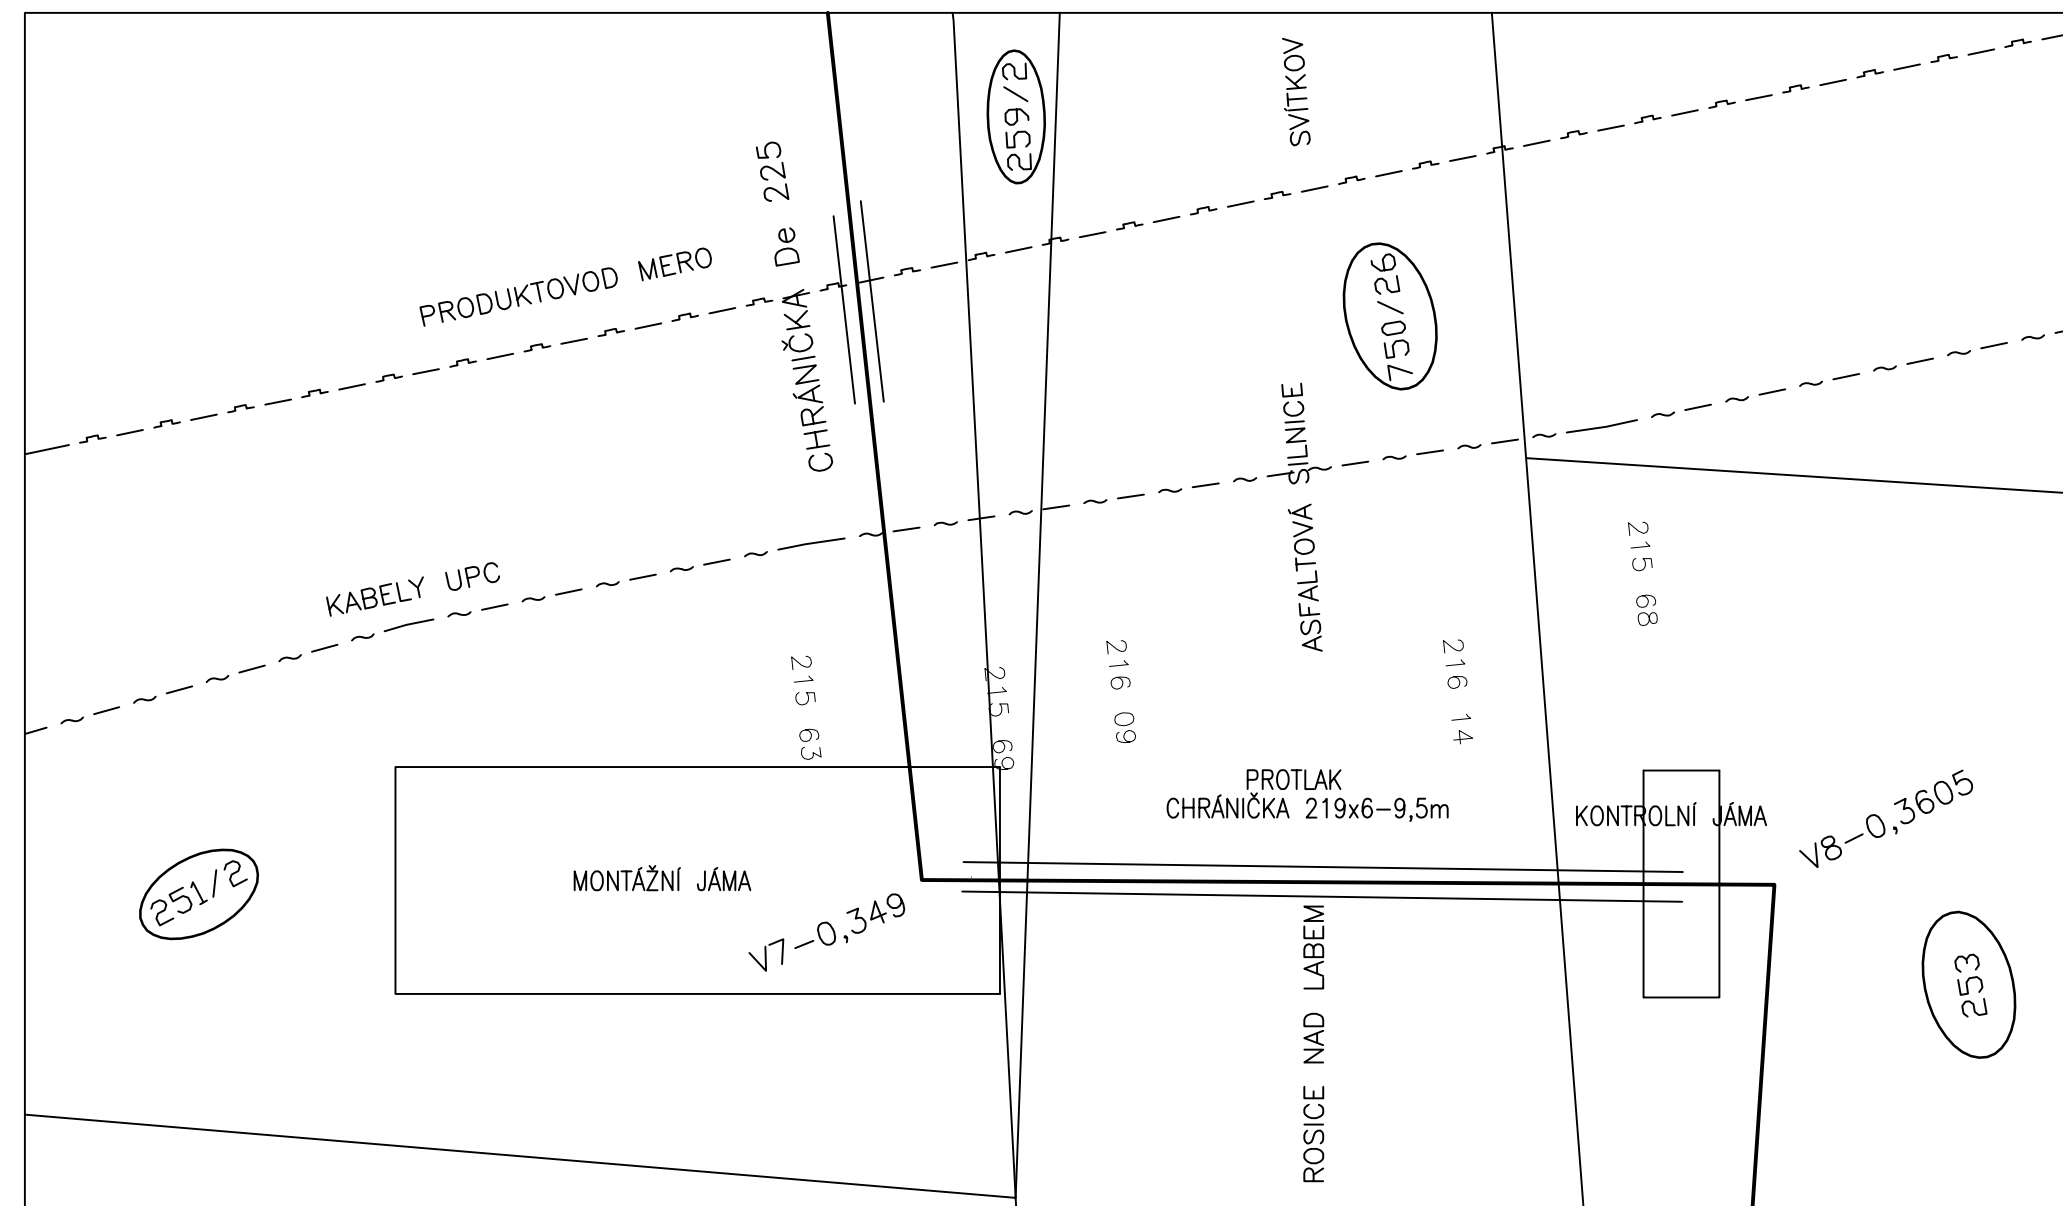 SVÍTKOV
259/2
CHRÁNIČKA De 225
PRODUKTOVOD MERO
750/26
ASFALTOVÁ SILNICE
KABELY UPC
215 68
215 63
215 69
216 09
216 14
PROTLAK
CHRÁNIČKA 219x6-9,5m
KONTROLNÍ JÁMA
V8-0,3605
251/2
MONTÁŽNÍ JÁMA
V7-0,349
ROSICE NAD LABEM
253